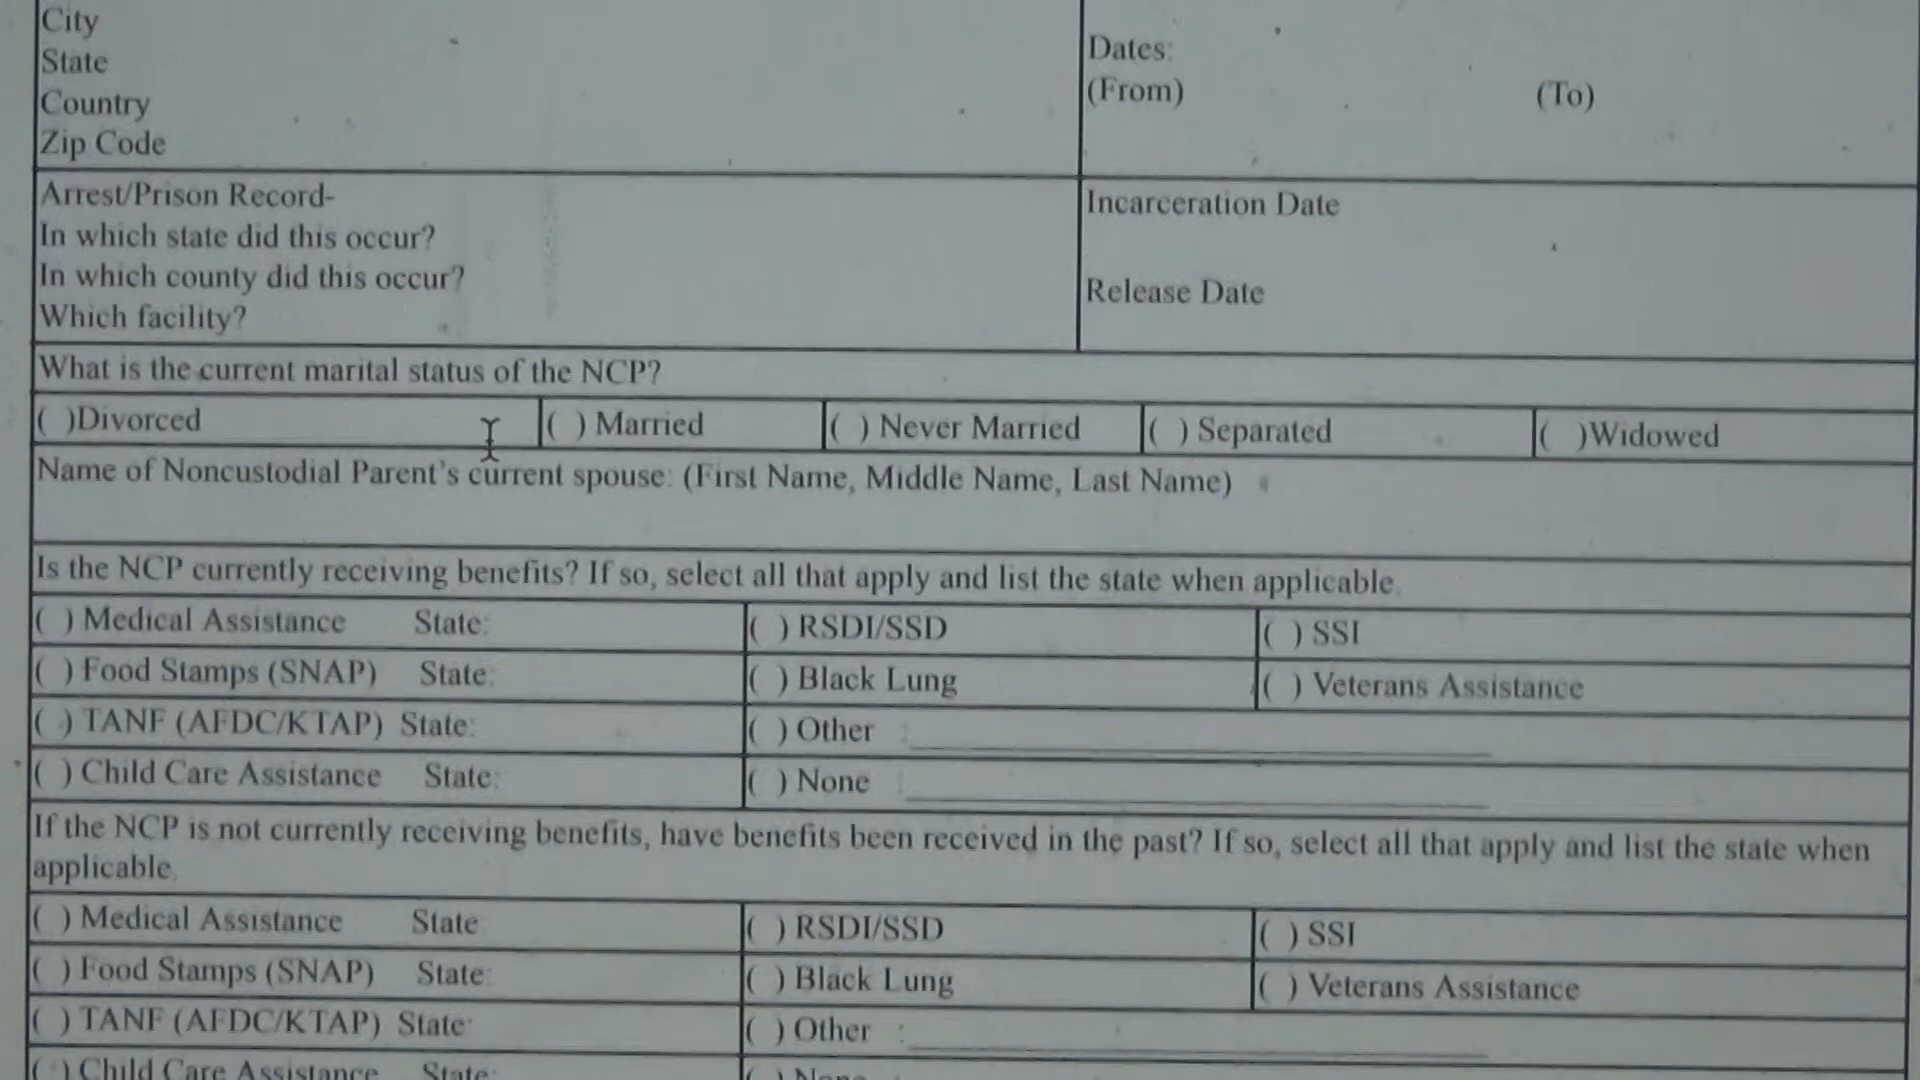 City
State
Country
Zip Code
Dates:
(From) (To)
Arrest/Prison Record-
In which state did this occur?
In which county did this occur?
Which facility?
Incarceration Date
Release Date
What is the current marital status of the NCP?
( )Divorced ( ) Married ( ) Never Married ( ) Separated ( )Widowed
Name of Noncustodial Parent's current spouse: (First Name, Middle Name, Last Name)
Is the NCP currently receiving benefits? If so, select all that apply and list the state when applicable.
( ) Medical Assistance State: ( ) RSDI/SSD ( ) SSI
( ) Food Stamps (SNAP) State: ( ) Black Lung ( ) Veterans Assistance
( ) TANF (AFDC/KTAP) State: ( ) Other
( ) Child Care Assistance State: ( ) None
If the NCP is not currently receiving benefits, have benefits been received in the past? If so, select all that apply and list the state when
applicable.
( ) Medical Assistance State ( ) RSDI/SSD ( ) SSI
( ) Food Stamps (SNAP) State: ( ) Black Lung ( ) Veterans Assistance
( ) TANF (AFDC/KTAP) State: ( ) Other :
( ) Child Care Assistance State: ( ) None